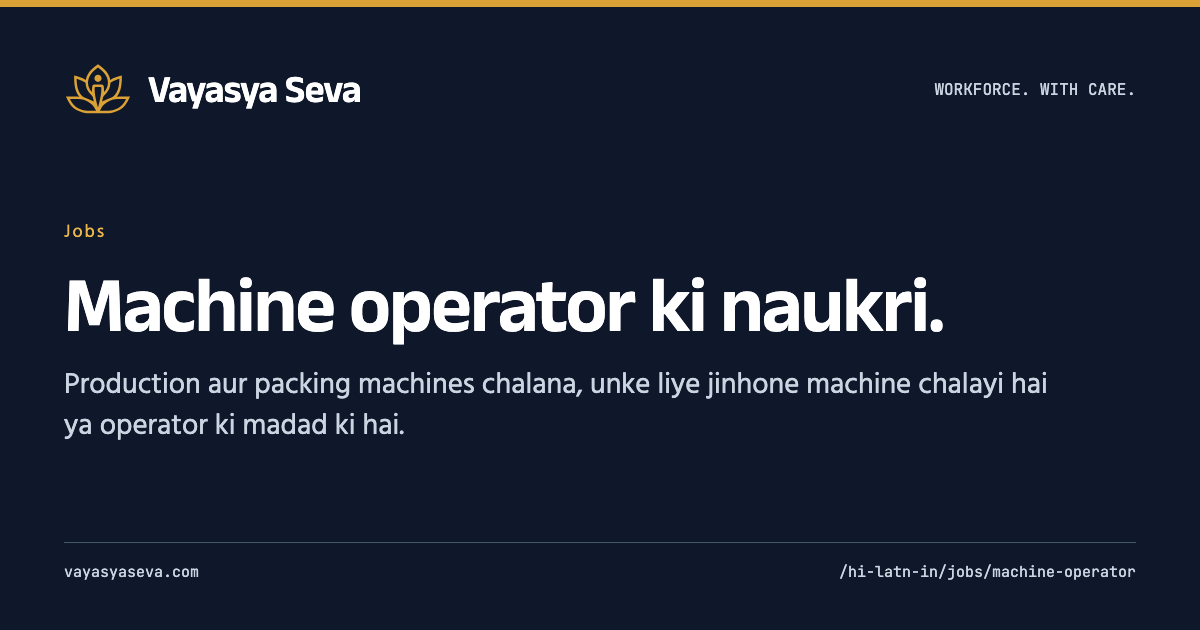 Vayasya Seva
WORKFORCE. WITH CARE.
Jobs
Machine operator ki naukri.
Production aur packing machines chalana, unke liye jinhone machine chalayi hai
ya operator ki madad ki hai.
vayasyaseva.com
/hi-latn-in/jobs/machine-operator